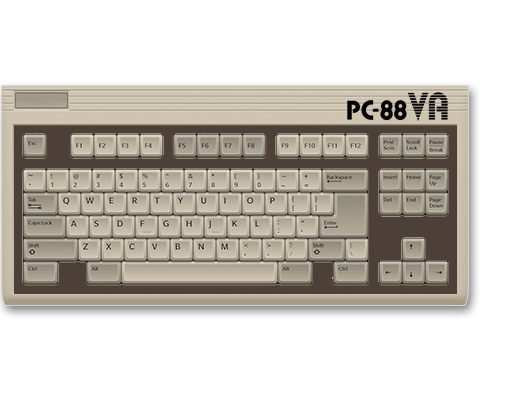 PC-88 VA
Esc F1 F2 F3 F4 F5 F6 F7 F8 F9 F10 F11 F12 Print Scrn Scroll Lock Pause Break
~ ! @ # $ % ^ & * ( ) — + Backspace Insert Home Page Up
1 2 3 4 5 6 7 8 9 0 - =
Tab Q W E R T Y U I O P [ ] Del End Page Down
Caps Lock A S D F G H J K L ; ' Enter
Shift Z X C V B N M < > ? Shift \ ↑
Ctrl Alt Alt Ctrl ← ↓ →